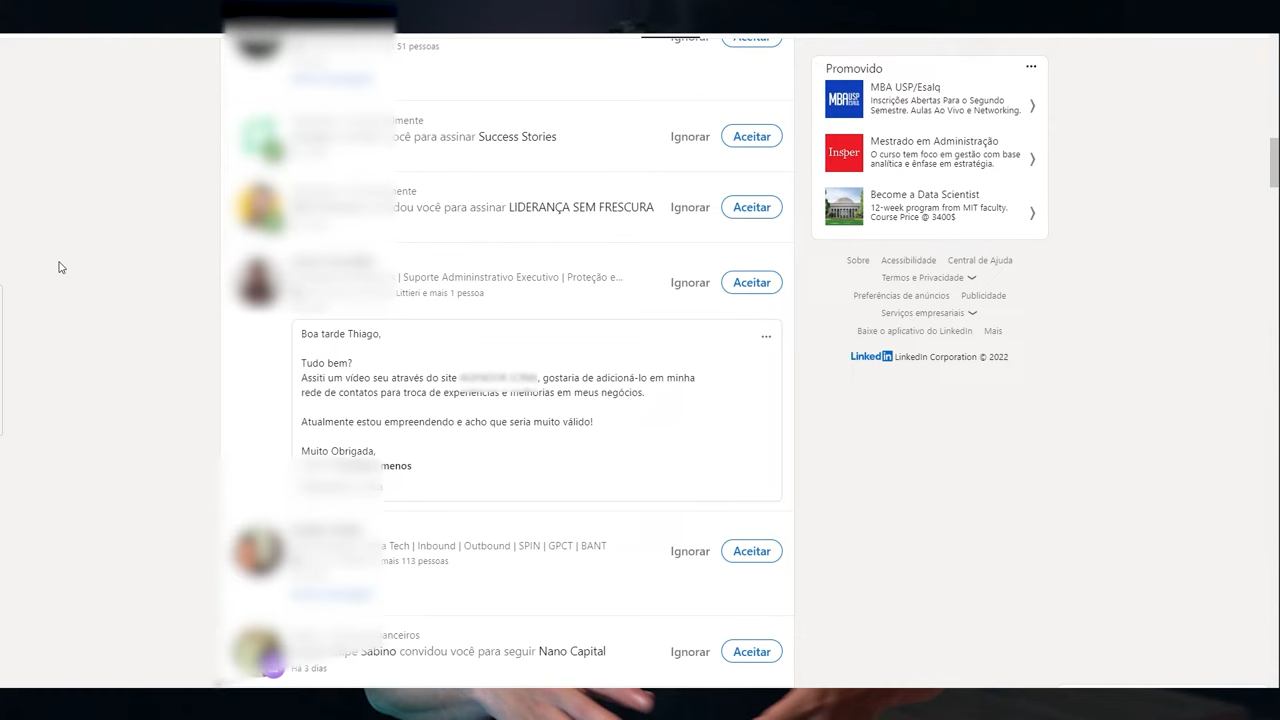 51 pessoas
Ignorar
Aceitar
mente
você para assinar Success Stories
Ignorar
Aceitar
ente
dou você para assinar LIDERANÇA SEM FRESCURA
Ignorar
Aceitar
| Suporte Admininstrativo Executivo | Proteção e...
Littieri e mais 1 pessoa
Ignorar
Aceitar
Boa tarde Thiago,
...
Tudo bem?
Assiti um vídeo seu através do site , gostaria de adicioná-lo em minha
rede de contatos para troca de experiências e melhorias em meus negócios.
Atualmente estou empreendendo e acho que seria muito válido!
Muito Obrigada,
menos
Tech | Inbound | Outbound | SPIN | GPCT | BANT
mais 113 pessoas
Ignorar
Aceitar
anceiros
Sabino convidou você para seguir Nano Capital
Há 3 dias
Ignorar
Aceitar
Promovido
...
MBA USP/Esalq
Inscrições Abertas Para o Segundo
Semestre. Aulas Ao Vivo e Networking.
MBAUSP
ESALQ
Mestrado em Administração
O curso tem foco em gestão com base
analítica e ênfase em estratégia.
Insper
Become a Data Scientist
12-week program from MIT faculty.
Course Price @ 3400$
Sobre Acessibilidade Central de Ajuda
Termos e Privacidade
Preferências de anúncios Publicidade
Serviços empresariais
Baixe o aplicativo do LinkedIn Mais
LinkedIn LinkedIn Corporation © 2022